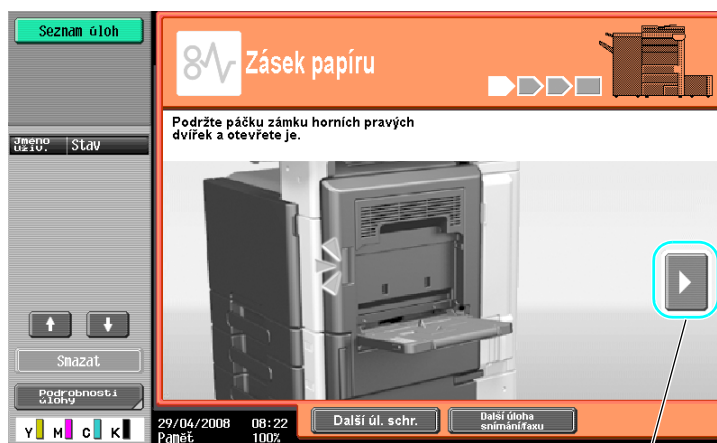 Seznam úloh
Zásek papíru
Podržte páčku zámku horních pravých
dvířek a otevřete je.
Jméno
uživ.
Stav
Smazat
Podrobnosti
úlohy
Y M C K
29/04/2008 08:22
Paměť 100%
Další úl. schr.
Další úloha
snímání/faxu